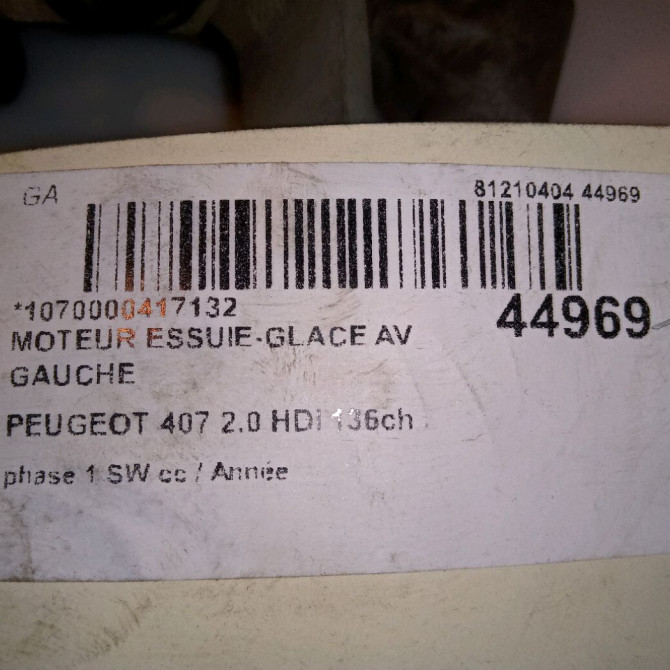 GA
81210404 44969
*1070000417132
44969
MOTEUR ESSUIE-GLACE AV
GAUCHE
PEUGEOT 407 2.0 HDi 136ch
phase 1 SW cc / Année